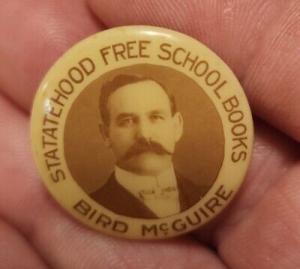 STATATEHOOD FREE SCHOOL BOOKS
BIRD McGUIRE